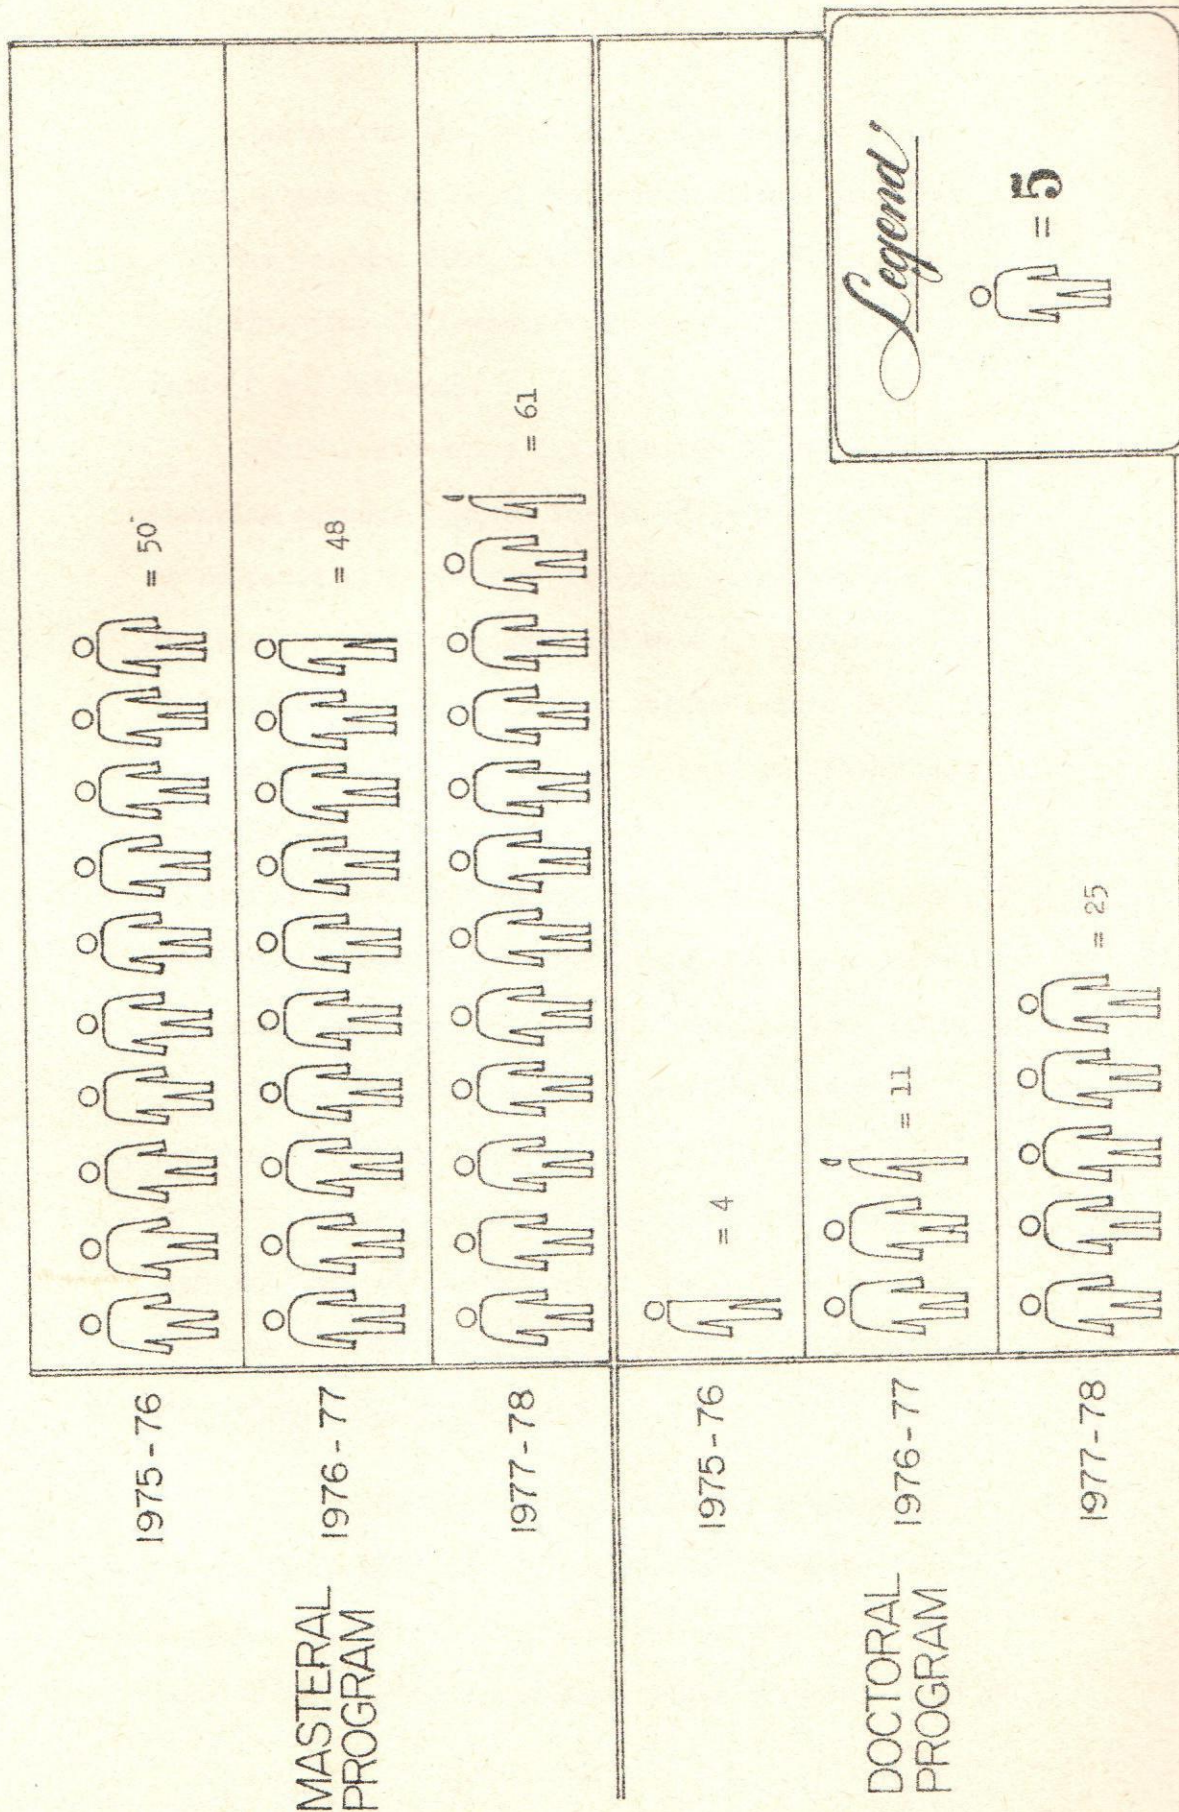 MASTERAL
PROGRAM
1975-76
= 50
1976-77
= 48
1977-78
= 61
DOCTORAL
PROGRAM
1975-76
= 4
1976-77
= 11
1977-78
= 25
Legend
= 5